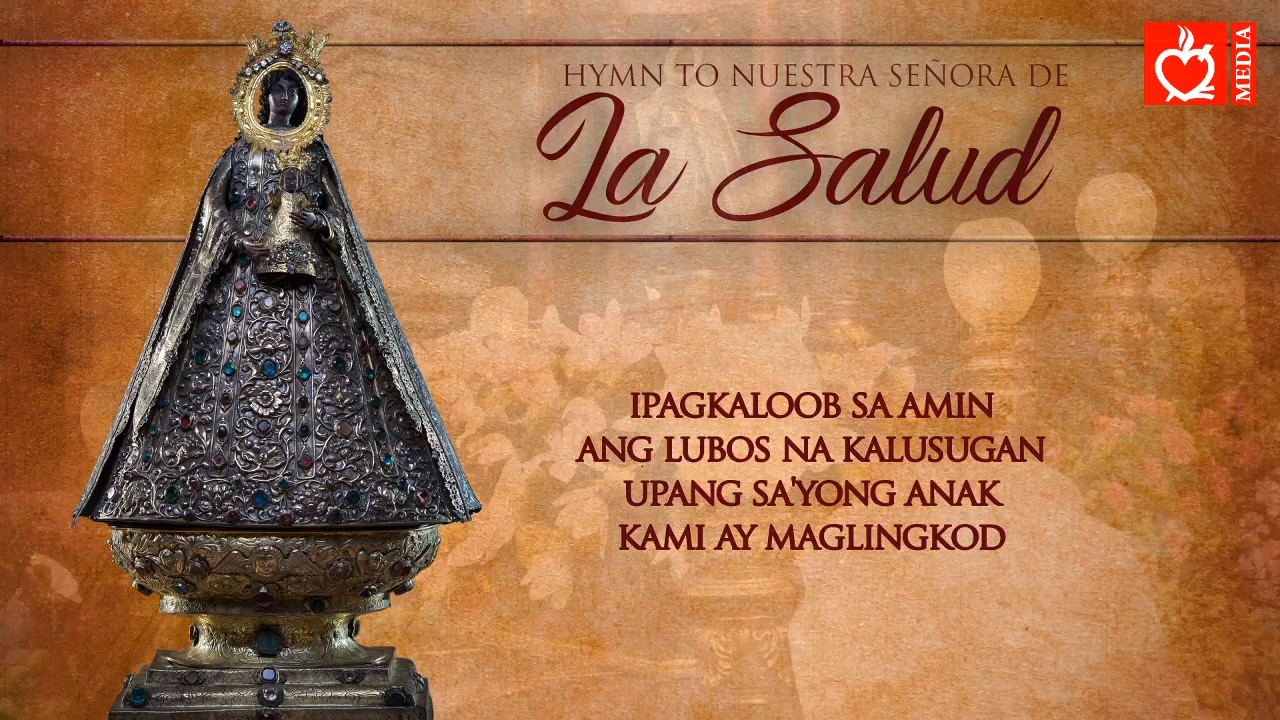 HYMN TO NUESTRA SEÑORA DE
La Salud
MEDIA
IPAGKALOOB SA AMIN
ANG LUBOS NA KALUSUGAN
UPANG SA'YONG ANAK
KAMI AY MAGLINGKOD